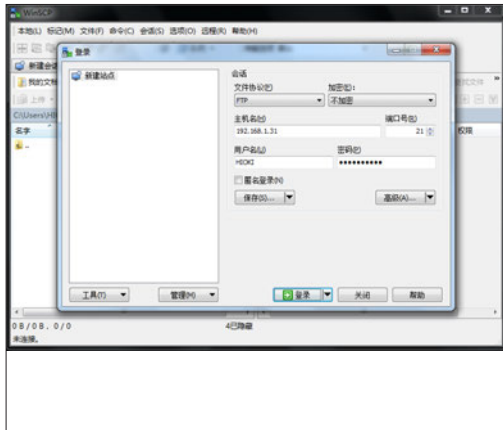 WinSCP
本地(L) 标记(M) 文件(F) 命令(C) 会话(S) 选项(O) 远程(R) 帮助(H)
新建会话
登录
新建站点
会话
文件协议(F)
加密(E):
FTP
不加密
主机名(H)
端口号(R)
192.168.1.31
21
用户名(U)
密码(P)
HIOKI
●●●●●●●●●●
匿名登录(N)
保存(S)...
高级(A)...
工具(T)
管理(M)
登录
关闭
帮助
我的文档
上传
C:\Users\HI
名字
权限
..
0 B / 0 B. 0 / 0
4已隐藏
未连接。